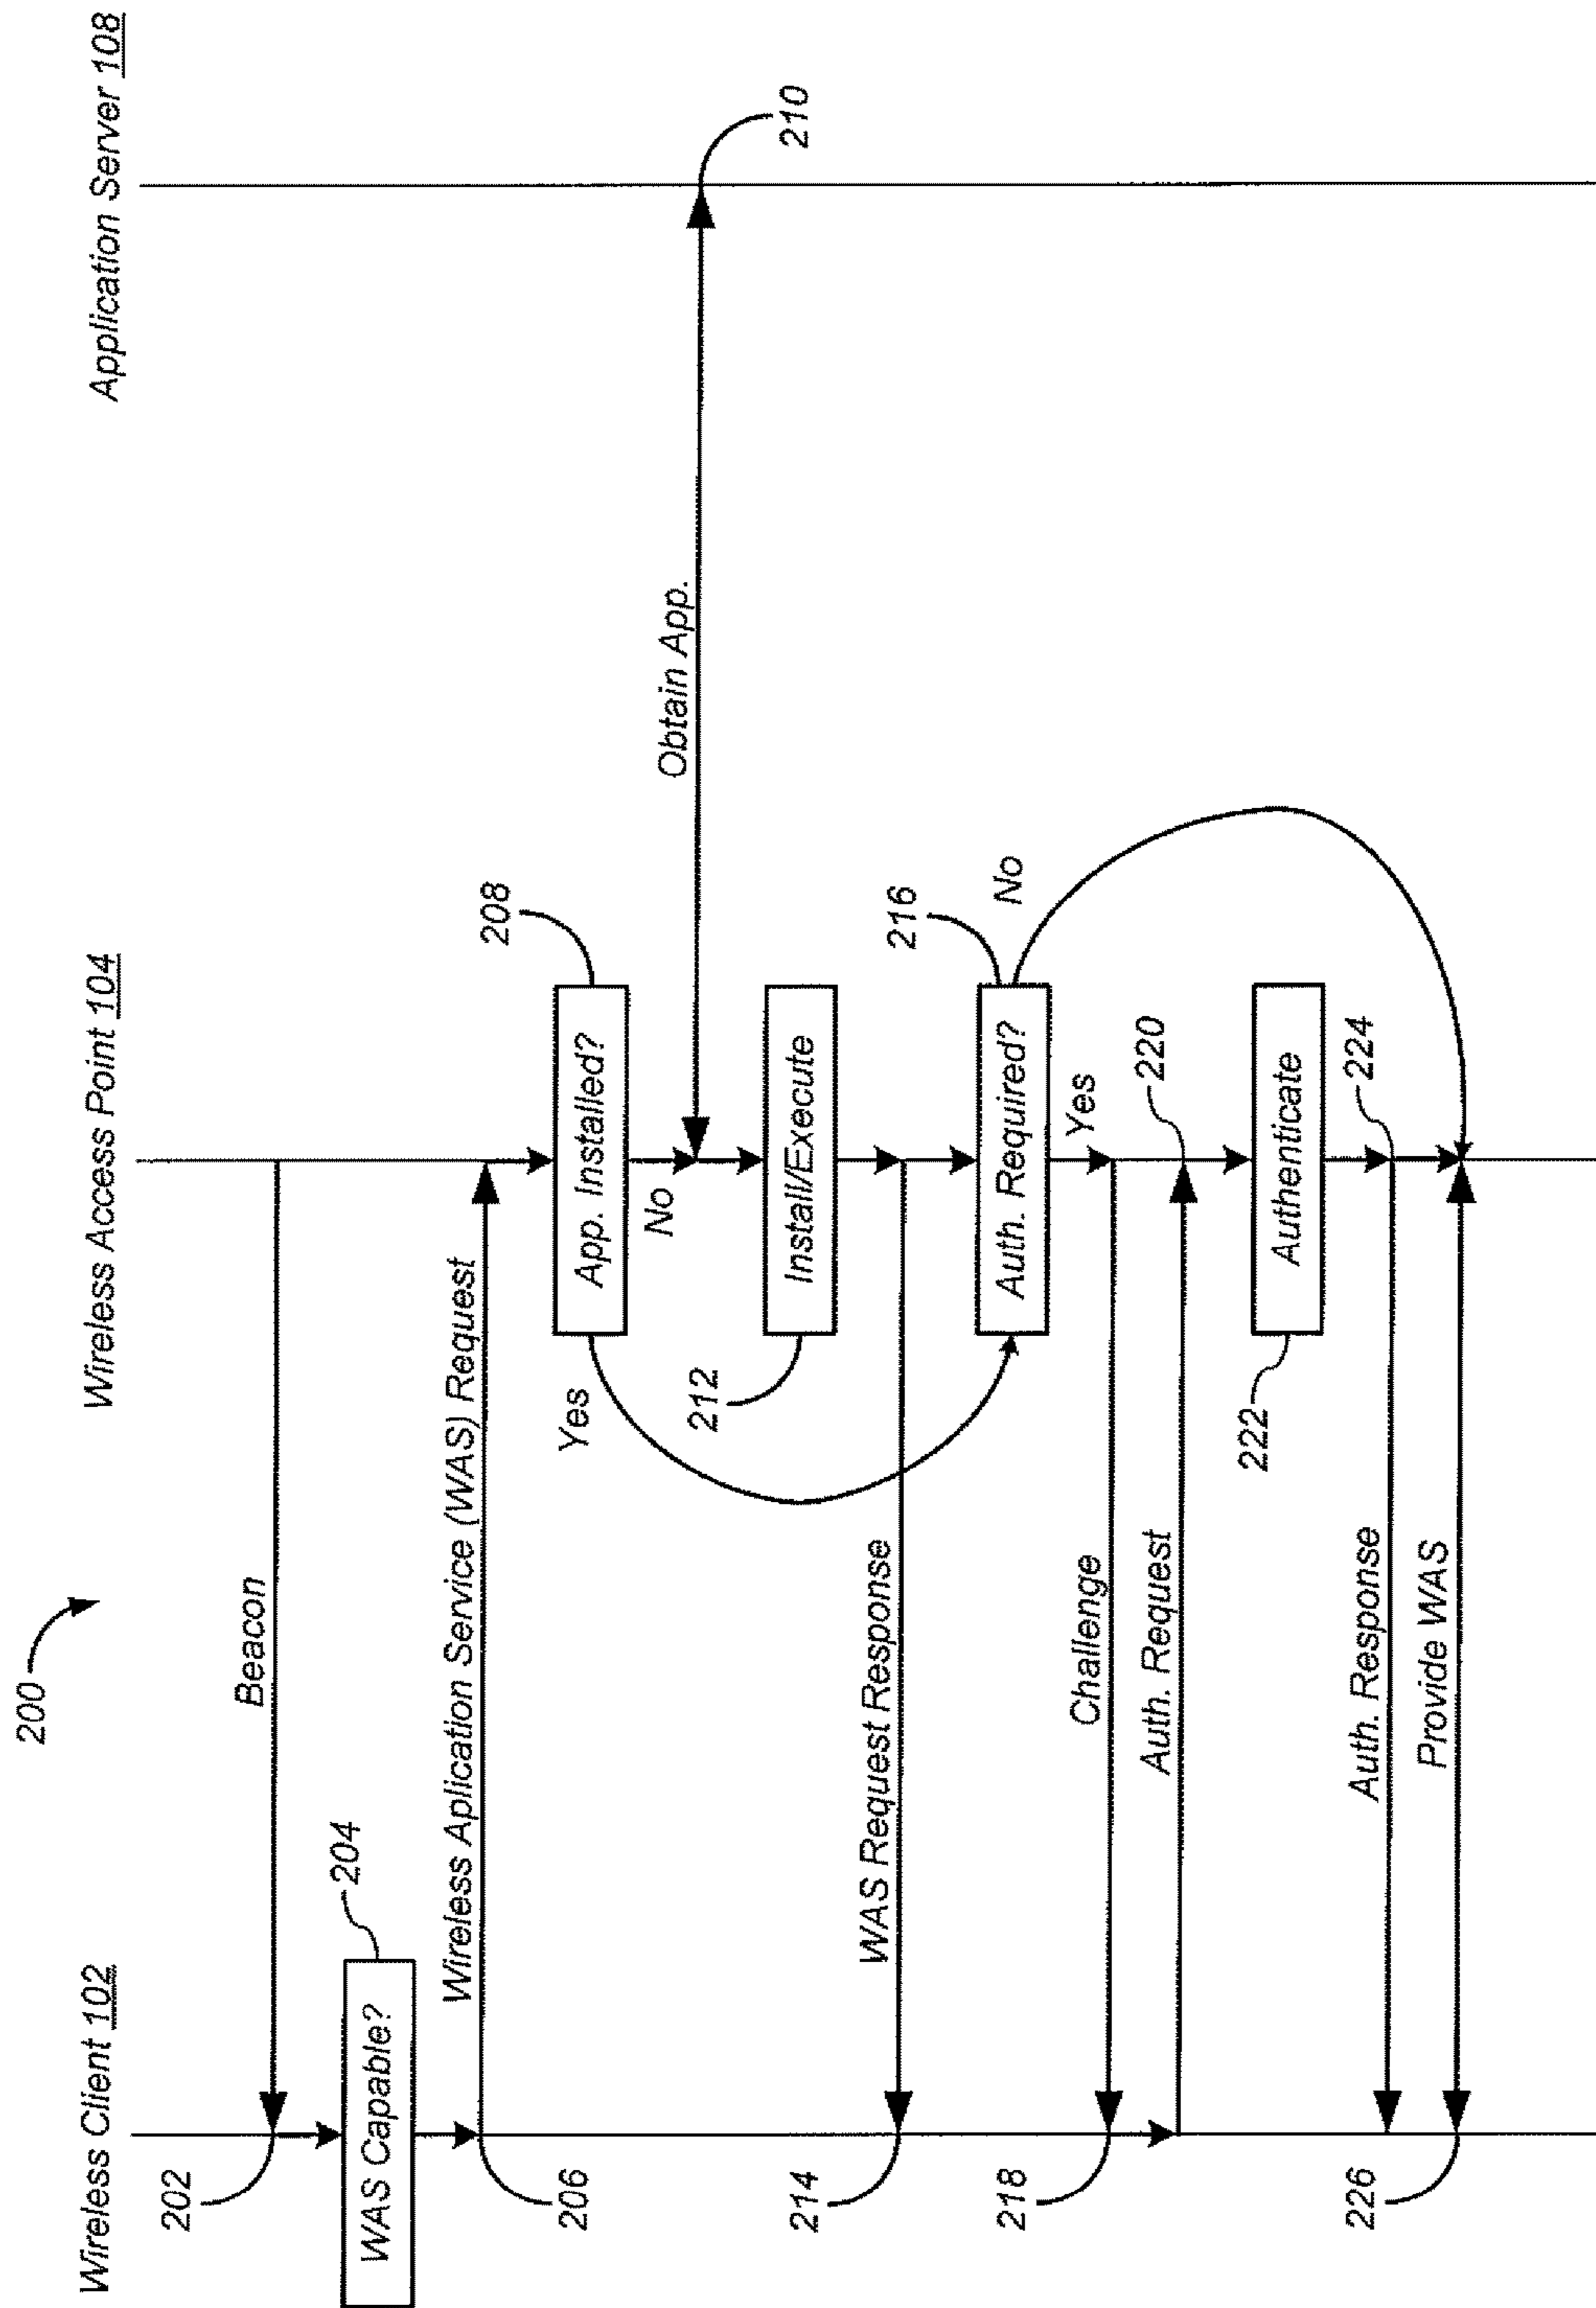 200
Wireless Client 102
Wireless Access Point 104
Application Server 108
202
Beacon
WAS Capable?
204
Wireless Aplication Service (WAS) Request
206
208
App. Installed?
Yes
No
Obtain App.
210
212
Install/Execute
WAS Request Response
214
216
Auth. Required?
No
Yes
Challenge
218
220
Auth. Request
222
Authenticate
224
Auth. Response
Provide WAS
226